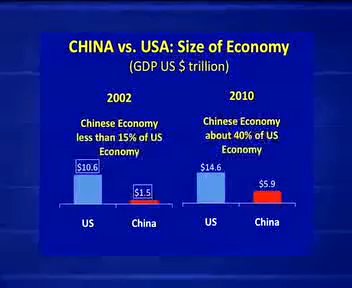 CHINA vs. USA: Size of Economy
(GDP US $ trillion)
2002
Chinese Economy
less than 15% of US
Economy
$10.6
$1.5
US
China
2010
Chinese Economy
about 40% of US
Economy
$14.6
$5.9
US
China